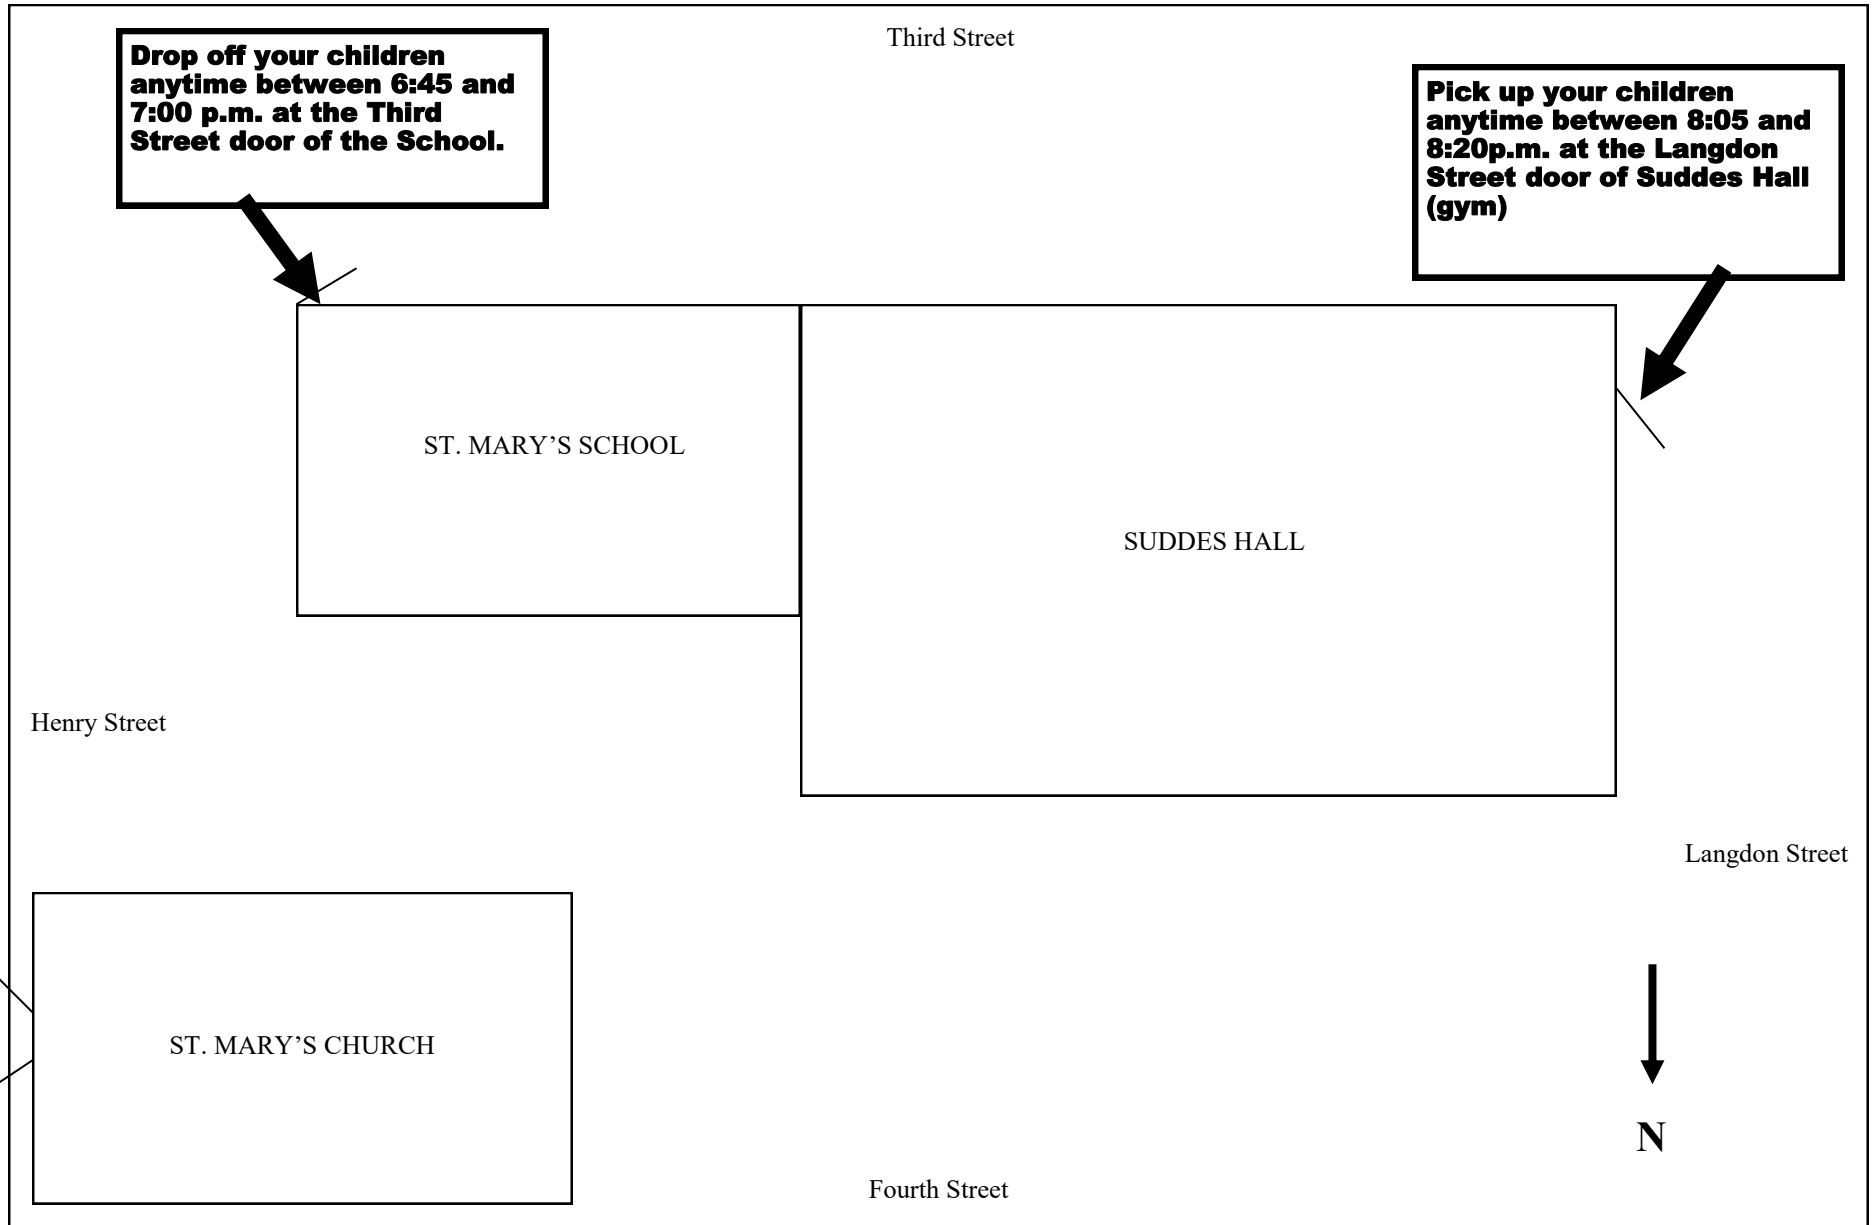 Third Street
Drop off your children
anytime between 6:45 and
7:00 p.m. at the Third
Street door of the School.
Pick up your children
anytime between 8:05 and
8:20p.m. at the Langdon
Street door of Suddes Hall
(gym)
ST. MARY’S SCHOOL
SUDDES HALL
Henry Street
Langdon Street
ST. MARY’S CHURCH
N
Fourth Street